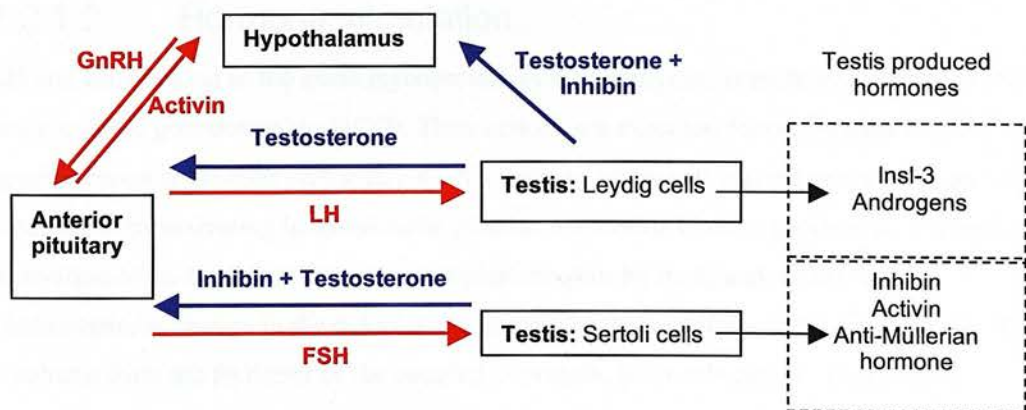 Hypothalamus
GnRH
Activin
Testosterone +
Inhibin
Testis produced
hormones
Testosterone
LH
Testis: Leydig cells
Insl-3
Androgens
Anterior
pituitary
Inhibin + Testosterone
FSH
Testis: Sertoli cells
Inhibin
Activin
Anti-Müllerian
hormone